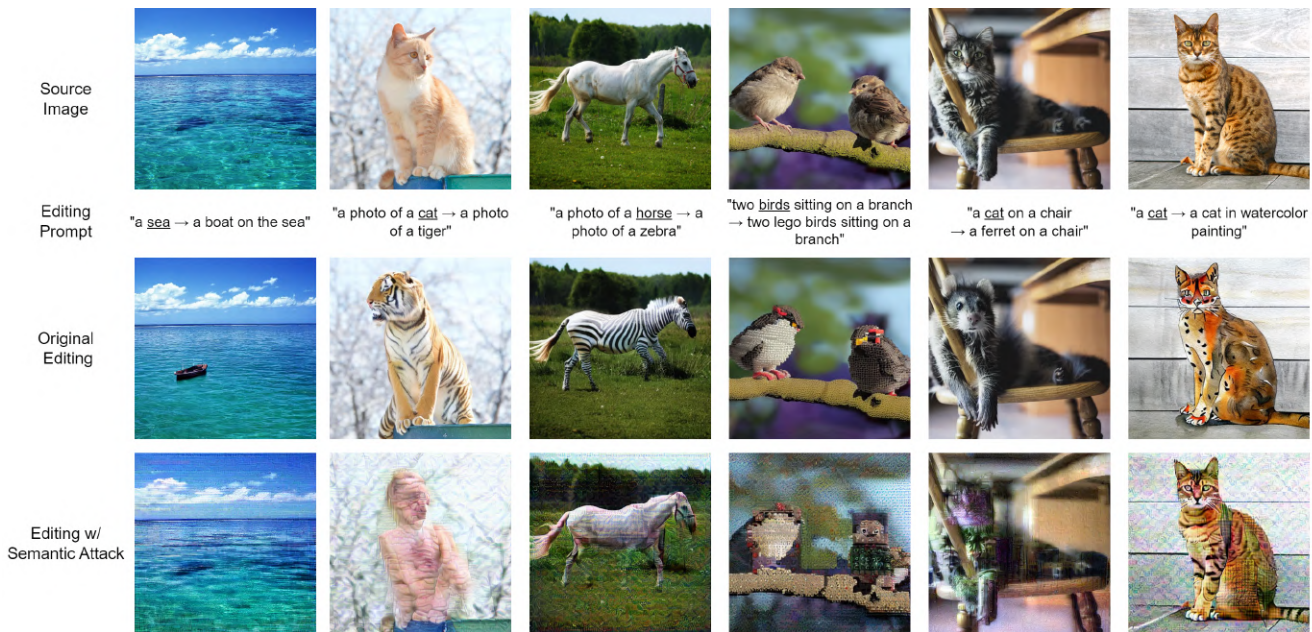 Source
Image
Editing
Prompt
"a sea → a boat on the sea"
"a photo of a cat → a photo
of a tiger"
"a photo of a horse → a
photo of a zebra"
"two birds sitting on a branch
→ two lego birds sitting on a
branch"
"a cat on a chair
→ a ferret on a chair"
"a cat → a cat in watercolor
painting"
Original
Editing
Editing w/
Semantic Attack